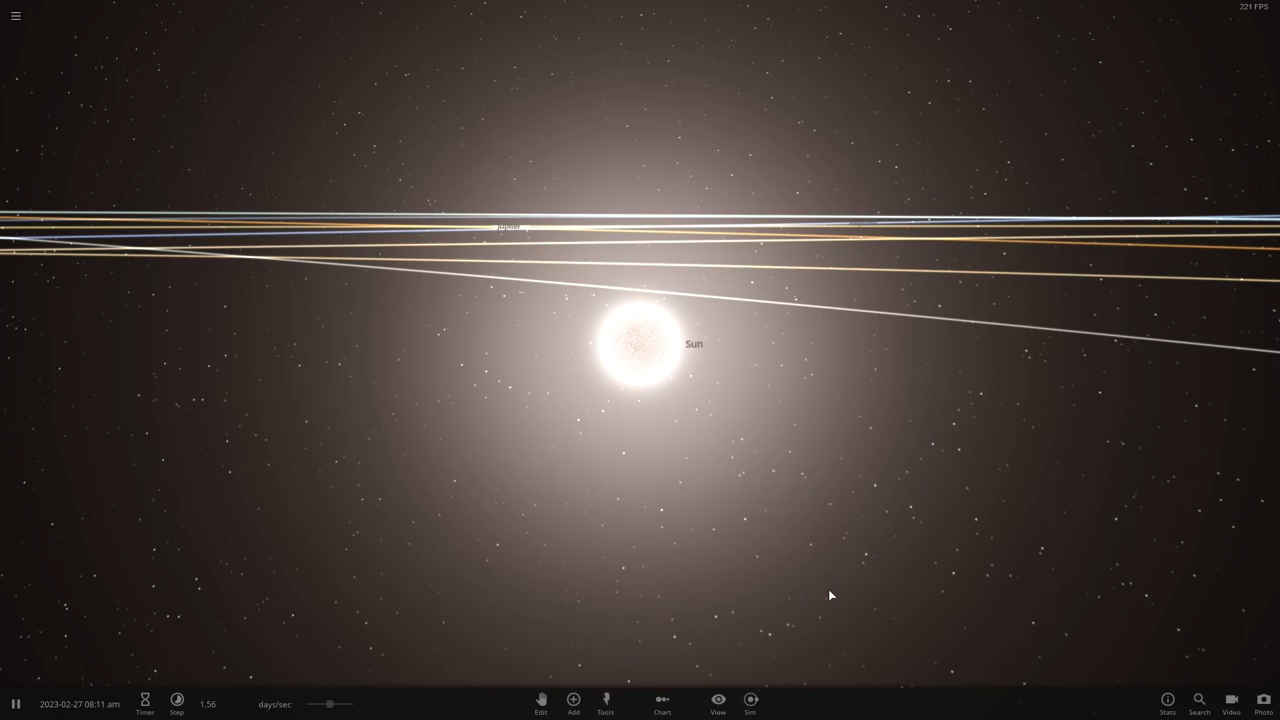 221 FPS
Jupiter
Sun
2023-02-27 08:11 am
Timer
Step
1.56
days/sec
Edit
Add
Tools
Chart
View
Sim
Stats
Search
Video
Photo